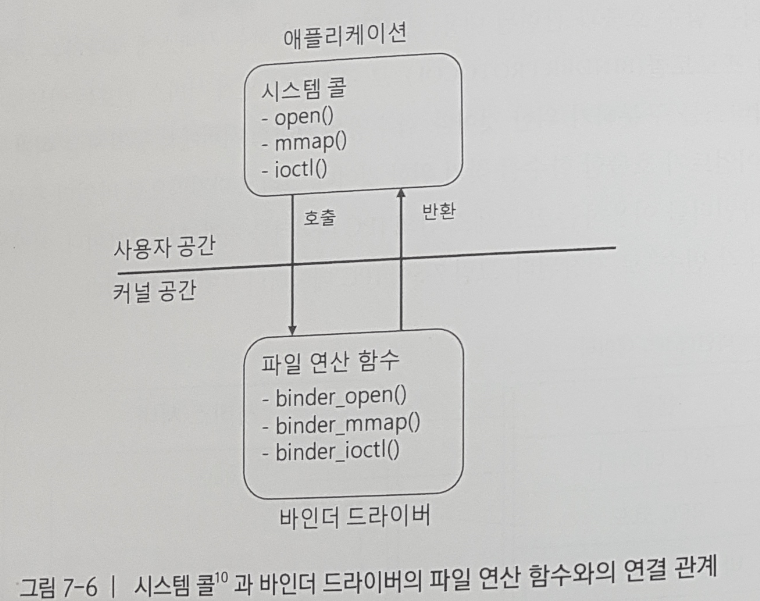 애플리케이션
시스템 콜
- open()
- mmap()
- ioctl()
호출
반환
사용자 공간
커널 공간
파일 연산 함수
- binder_open()
- binder_mmap()
- binder_ioctl()
바인더 드라이버
그림 7-6 | 시스템 콜10 과 바인더 드라이버의 파일 연산 함수와의 연결 관계